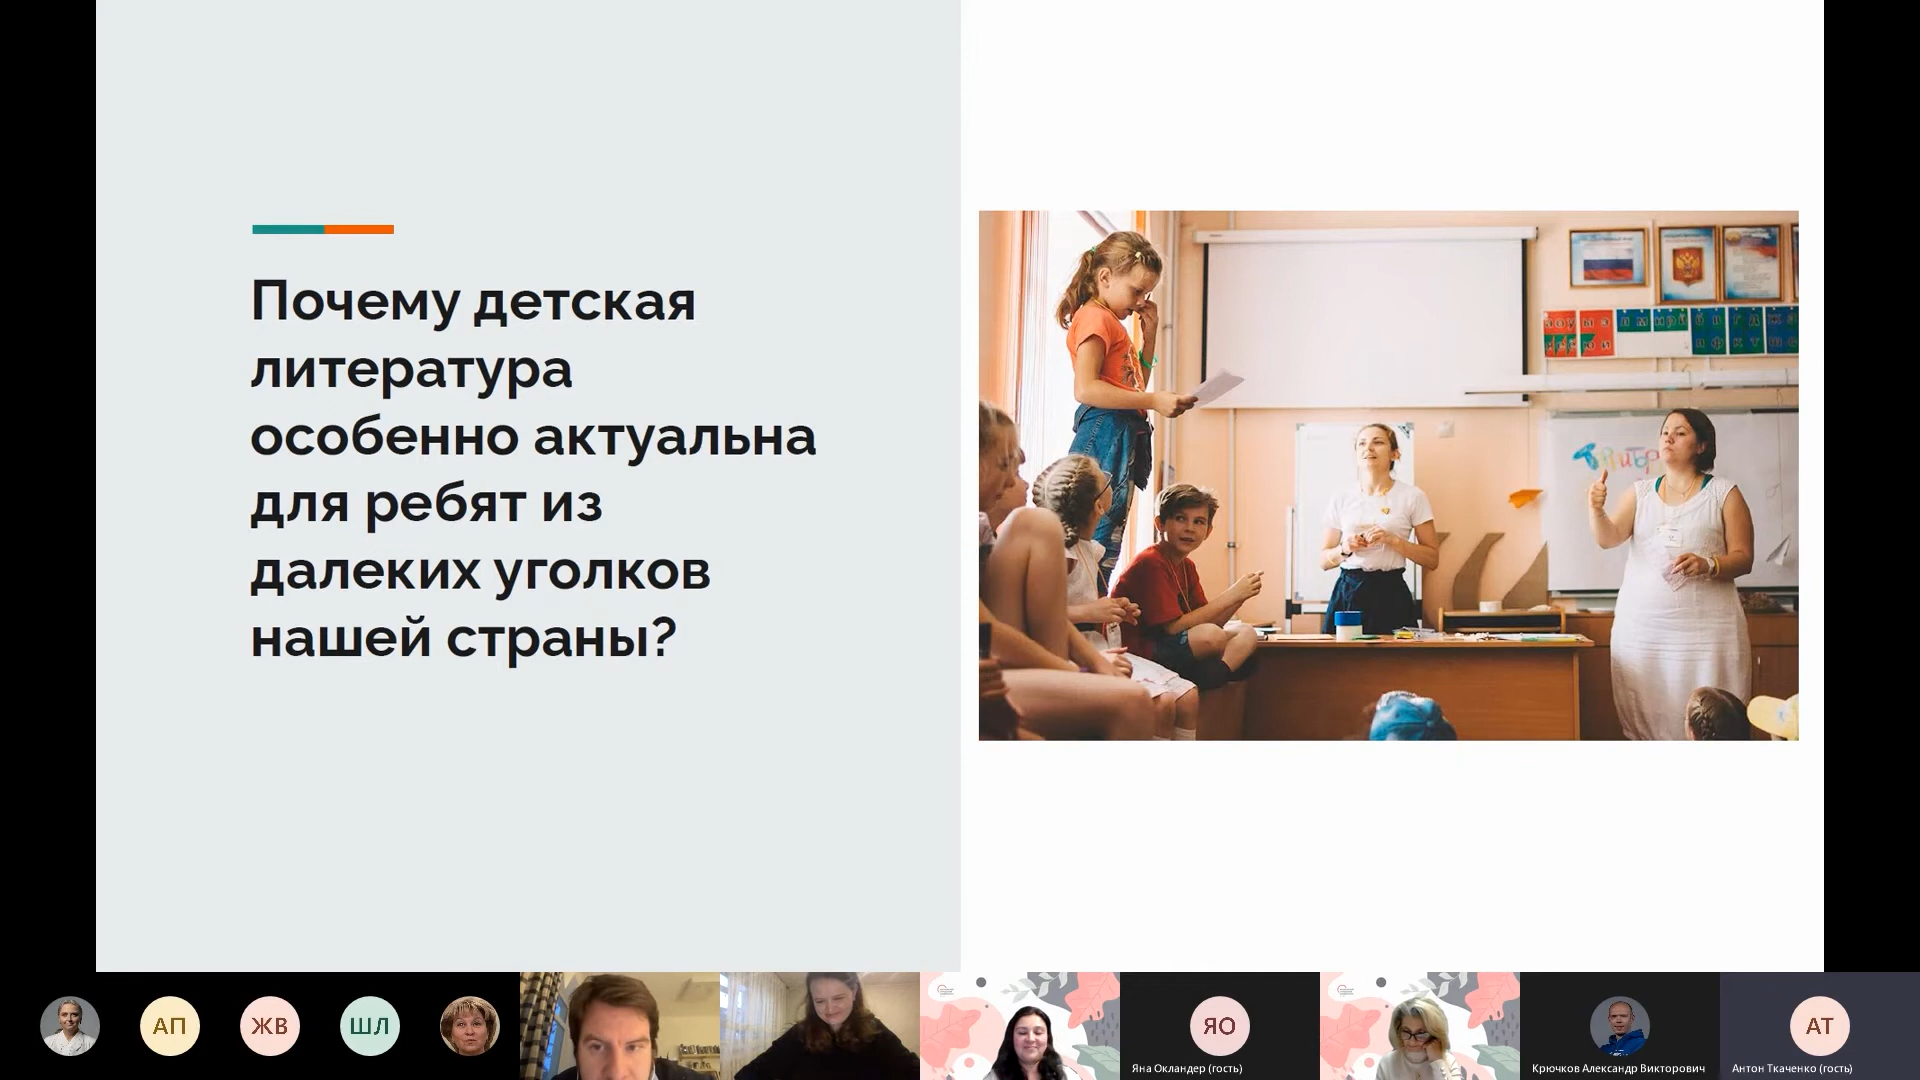 Почему детская
литература
особенно актуальна
для ребят из
далеких уголков
нашей страны?
АП
ЖВ
ШЛ
ЯО
Яна Окландер (гость)
Крючков Александр Викторович
АТ
Антон Ткаченко (гость)